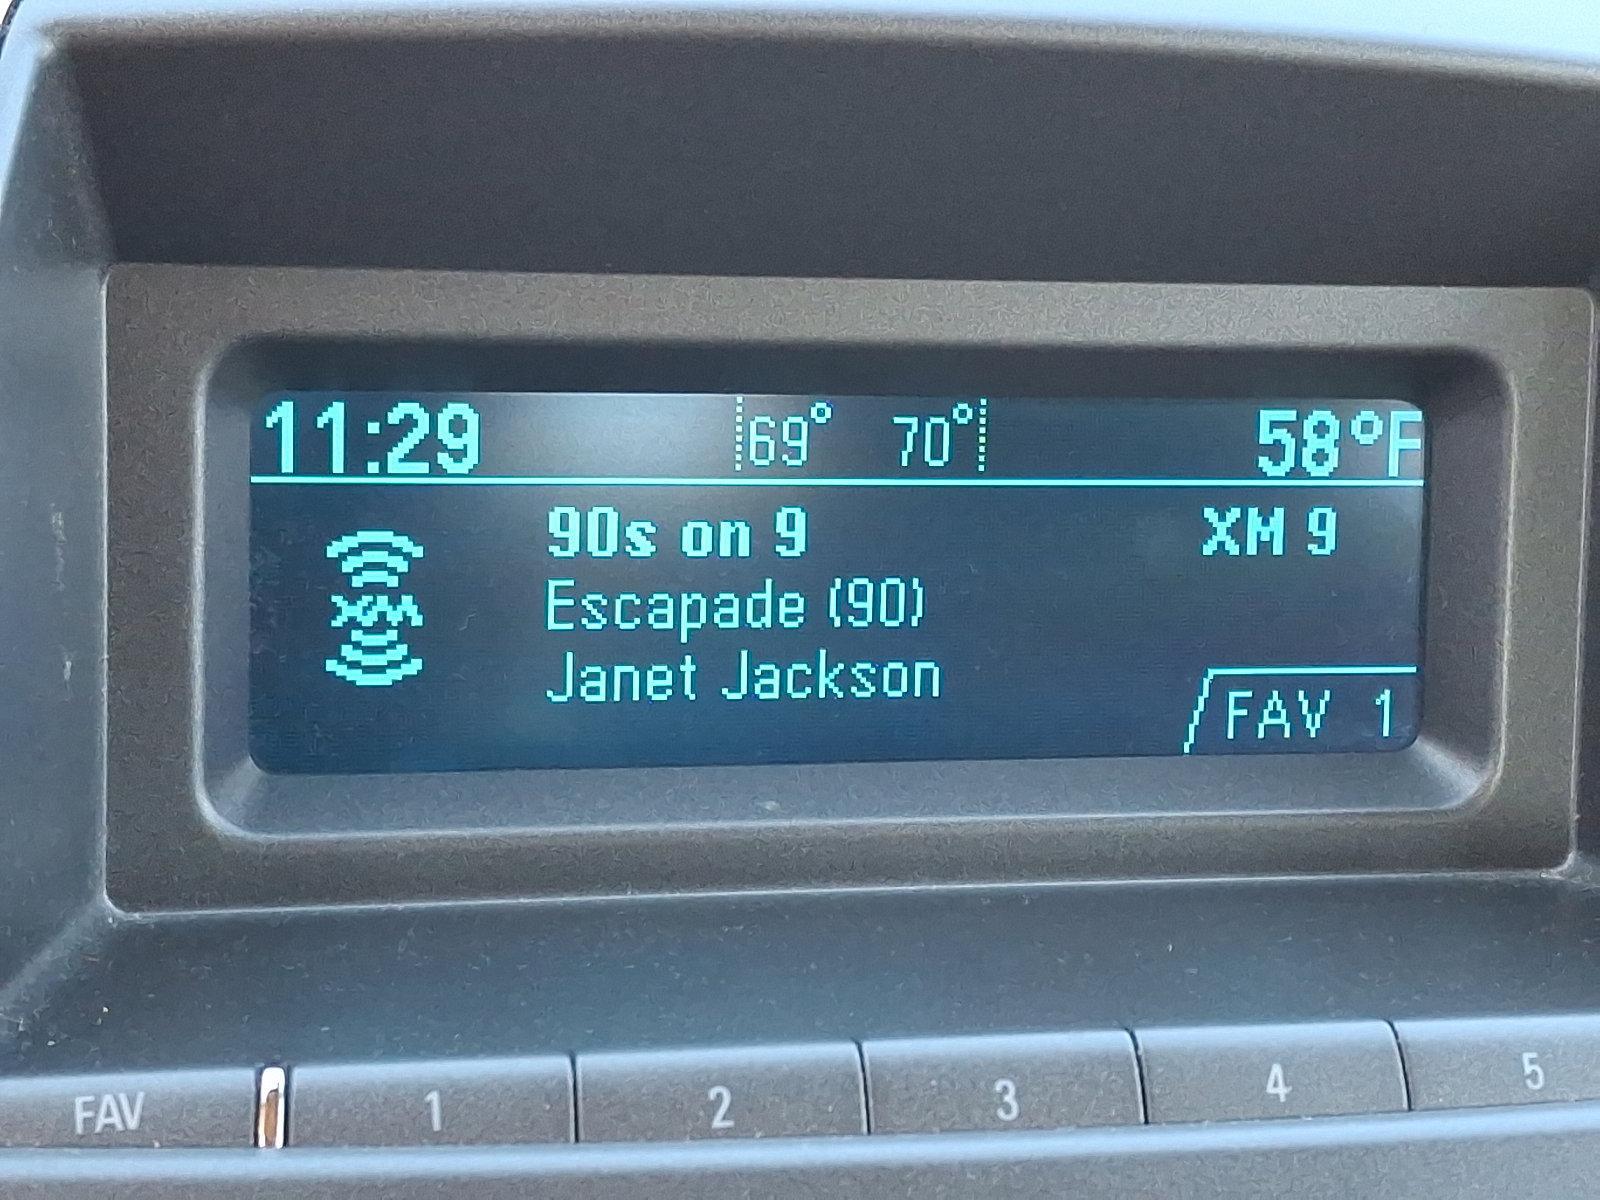 11:29 69° 70° 58°F
90s on 9 XM 9
XM Escapade (90)
Janet Jackson
FAV 1
FAV 1 2 3 4 5